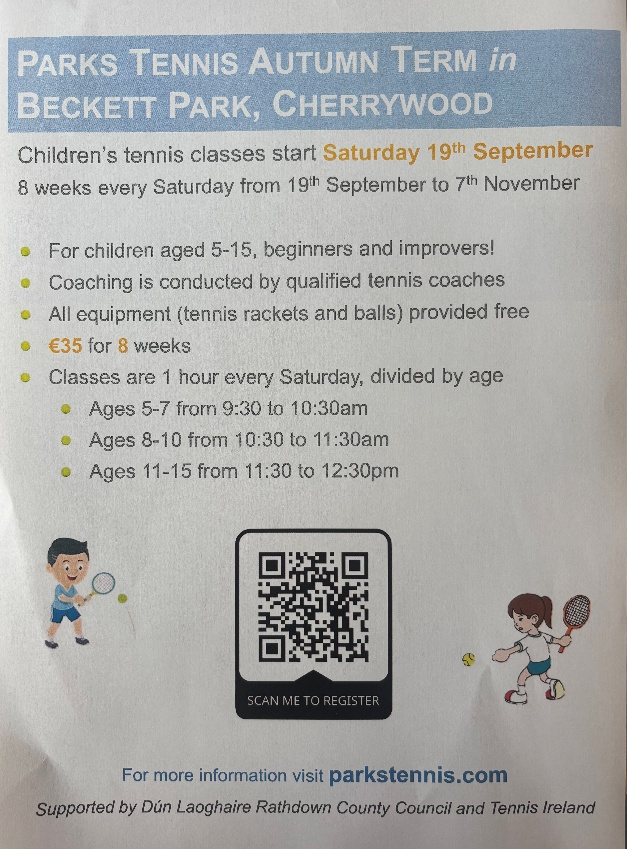 PARKS TENNIS AUTUMN TERM in
BECKETT PARK, CHERRYWOOD
Children's tennis classes start Saturday 19th September
8 weeks every Saturday from 19th September to 7th November
For children aged 5-15, beginners and improvers!
Coaching is conducted by qualified tennis coaches
All equipment (tennis rackets and balls) provided free
€35 for 8 weeks
Classes are 1 hour every Saturday, divided by age
Ages 5-7 from 9:30 to 10:30am
Ages 8-10 from 10:30 to 11:30am
Ages 11-15 from 11:30 to 12:30pm
SCAN ME TO REGISTER
For more information visit parkstennis.com
Supported by Dún Laoghaire Rathdown County Council and Tennis Ireland